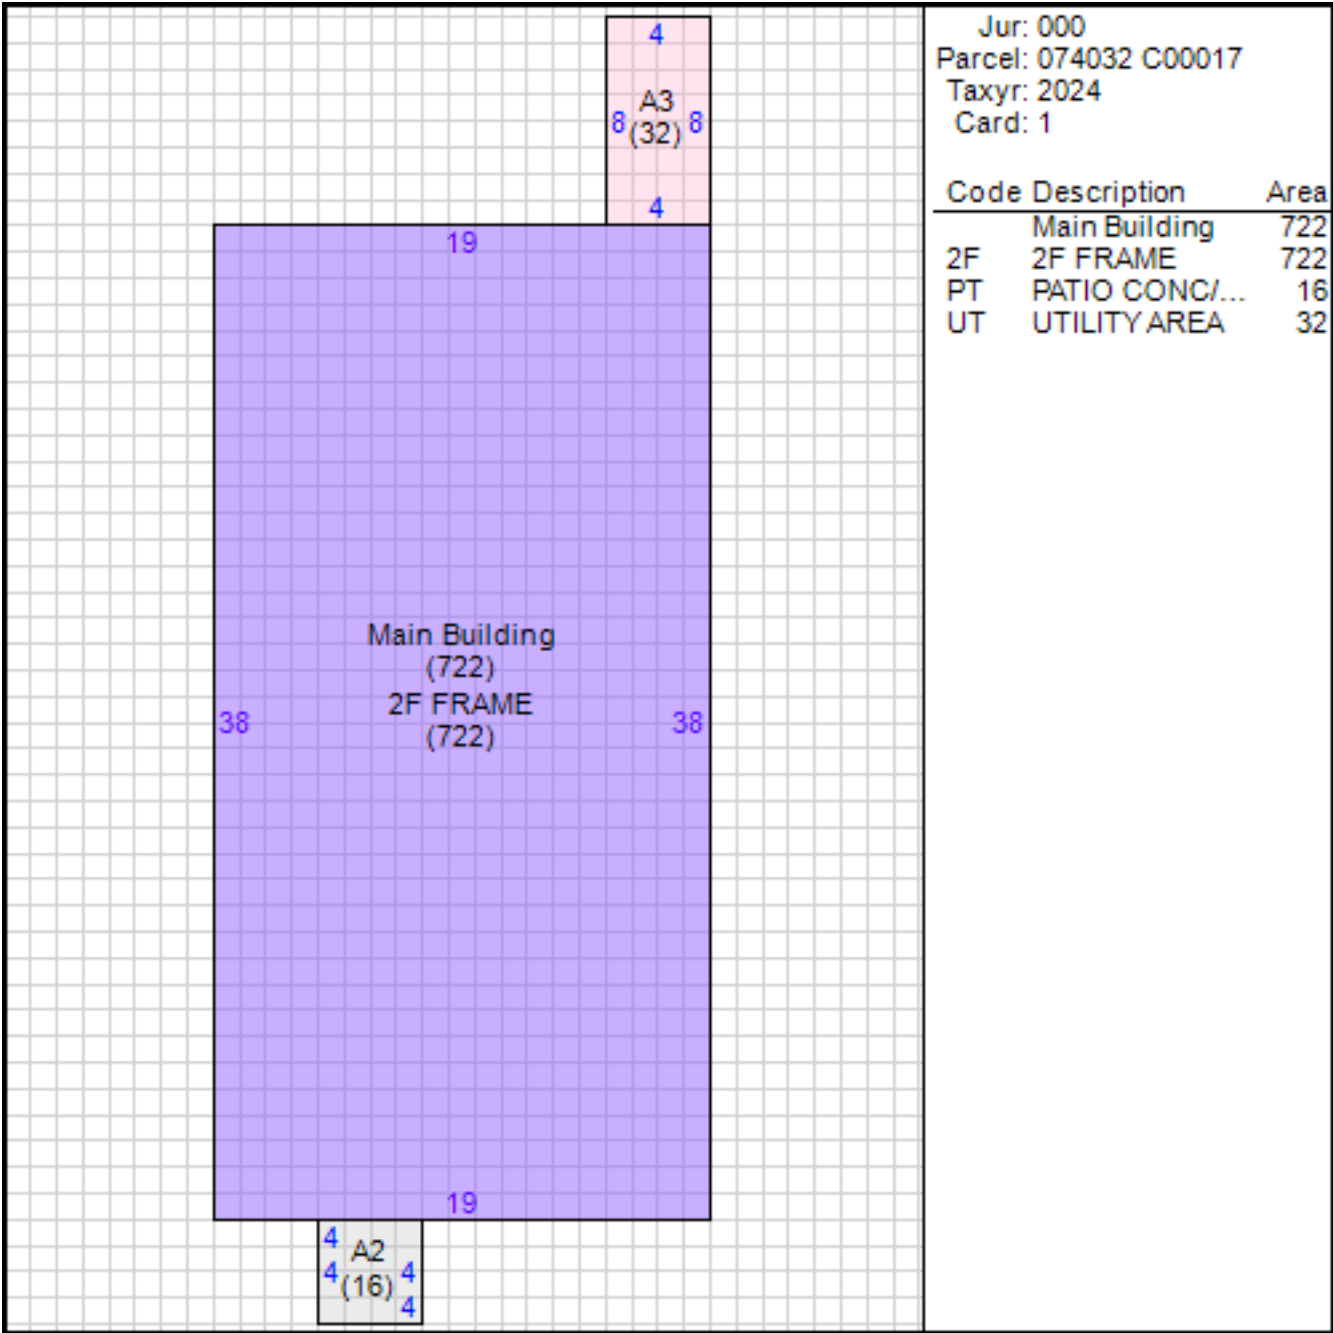 4
A3
8 (32) 8
4
19
Main Building
(722)
2F FRAME
(722)
38 38
19
4 A2
4 (16) 4
4
Jur: 000
Parcel: 074032 C00017
Taxyr: 2024
Card: 1
Code Description Area
Main Building 722
2F 2F FRAME 722
PT PATIO CONC/... 16
UT UTILITY AREA 32